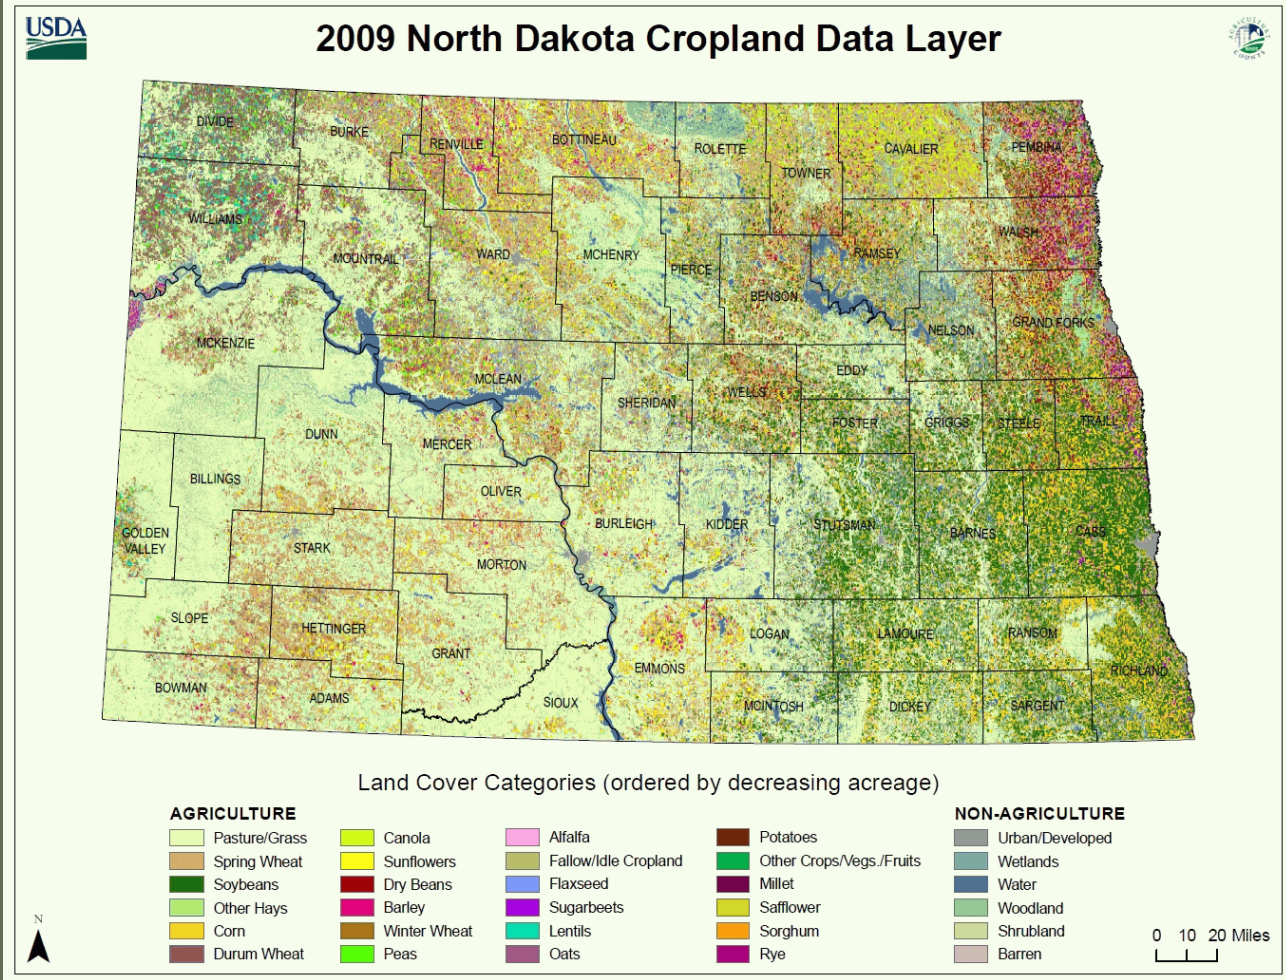 USDA
2009 North Dakota Cropland Data Layer
AGRICULTURE COUNTS
DIVIDE
BURKE
RENVILLE
BOTTINEAU
ROLETTE
TOWNER
CAVALIER
PEMBINA
WILLIAMS
MOUNTRAIL
WARD
MCHENRY
PIERCE
BENSON
RAMSEY
WALSH
MCKENZIE
MCLEAN
SHERIDAN
WELLS
EDDY
NELSON
GRAND FORKS
DUNN
MERCER
FOSTER
GRIGGS
STEELE
TRAILL
BILLINGS
OLIVER
GOLDEN
VALLEY
STARK
MORTON
BURLEIGH
KIDDER
STUTSMAN
BARNES
CASS
SLOPE
HETTINGER
GRANT
EMMONS
LOGAN
LAMOURE
RANSOM
RICHLAND
BOWMAN
ADAMS
SIOUX
MCINTOSH
DICKEY
SARGENT
Land Cover Categories (ordered by decreasing acreage)
AGRICULTURE
Pasture/Grass
Spring Wheat
Soybeans
Other Hays
Corn
Durum Wheat
Canola
Sunflowers
Dry Beans
Barley
Winter Wheat
Peas
Alfalfa
Fallow/Idle Cropland
Flaxseed
Sugarbeets
Lentils
Oats
Potatoes
Other Crops/Vegs./Fruits
Millet
Safflower
Sorghum
Rye
NON-AGRICULTURE
Urban/Developed
Wetlands
Water
Woodland
Shrubland
Barren
N
0 10 20 Miles